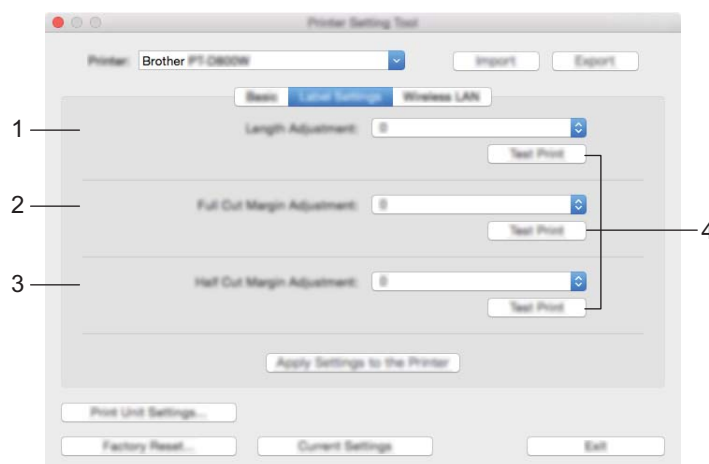 Printer Setting Tool
Printer: Brother PT-D800W Import Export
Basic Label Settings Wireless LAN
1 Length Adjustment: 0
Test Print
2 Full Cut Margin Adjustment: 0
Test Print 4
3 Half Cut Margin Adjustment: 0
Test Print
Apply Settings to the Printer
Print Unit Settings...
Factory Reset... Current Settings Exit